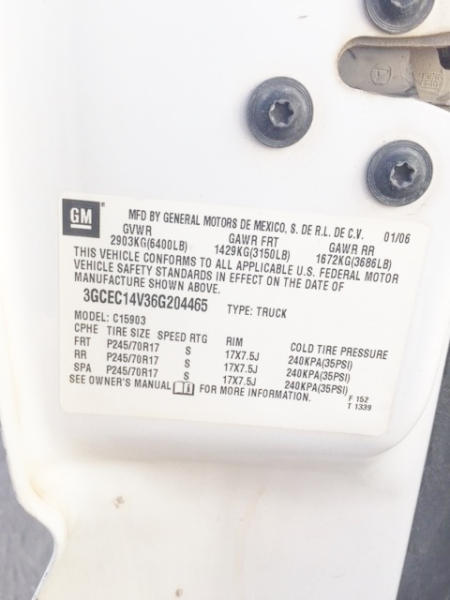 GM
MFD BY GENERAL MOTORS DE MEXICO, S. DE R.L. DE C.V. 01/06
GVWR GAWR FRT GAWR RR
2903KG(6400LB) 1429KG(3150LB) 1672KG(3686LB)
THIS VEHICLE CONFORMS TO ALL APPLICABLE U.S. FEDERAL MOTOR
VEHICLE SAFETY STANDARDS IN EFFECT ON THE DATE OF
MANUFACTURE SHOWN ABOVE.
3GCEC14V36G204465 TYPE: TRUCK
MODEL: C15903
CPHE TIRE SIZE SPEED RTG RIM COLD TIRE PRESSURE
FRT P245/70R17 S 17X7.5J 240KPA(35PSI)
RR P245/70R17 S 17X7.5J 240KPA(35PSI)
SPA P245/70R17 S 17X7.5J 240KPA(35PSI)
SEE OWNER'S MANUAL FOR MORE INFORMATION.
F 152
T 1339